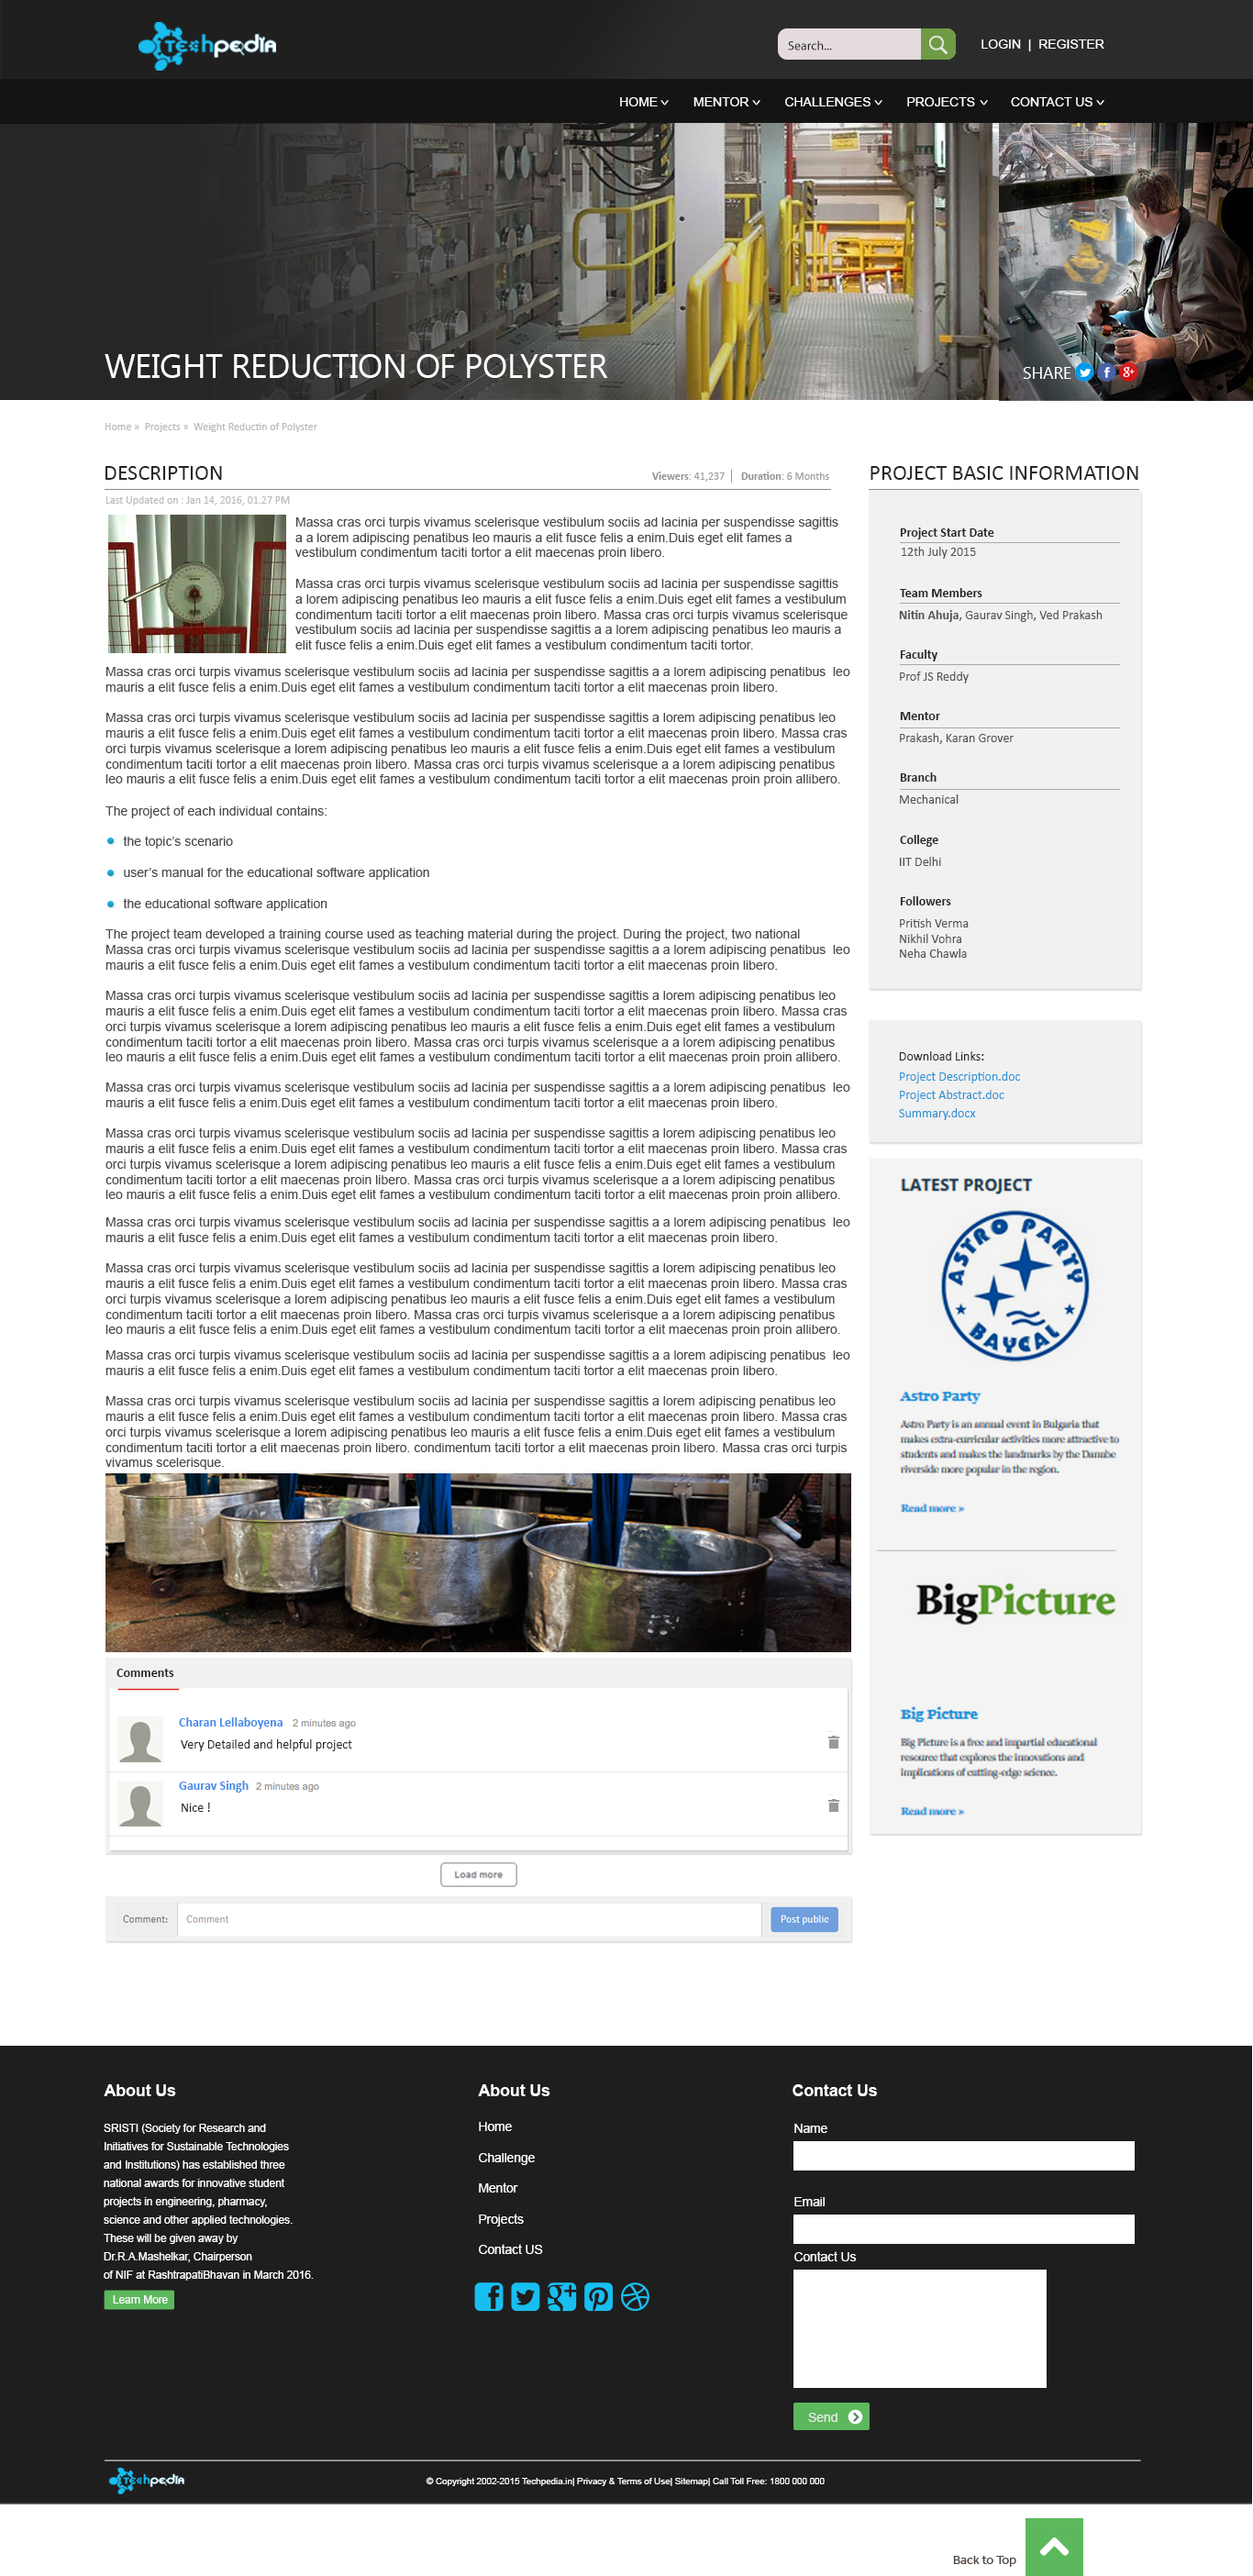 Techpedia
Search...
LOGIN | REGISTER
HOME
MENTOR
CHALLENGES
PROJECTS
CONTACT US
WEIGHT REDUCTION OF POLYSTER
SHARE
Home » Projects » Weight Reductin of Polyster
DESCRIPTION
Viewers: 41,237 | Duration: 6 Months
Last Updated on : Jan 14, 2016, 01.27 PM
Massa cras orci turpis vivamus scelerisque vestibulum sociis ad lacinia per suspendisse sagittis
a a lorem adipiscing penatibus leo mauris a elit fusce felis a enim.Duis eget elit fames a
vestibulum condimentum taciti tortor a elit maecenas proin libero.
Massa cras orci turpis vivamus scelerisque vestibulum sociis ad lacinia per suspendisse sagittis
a lorem adipiscing penatibus leo mauris a elit fusce felis a enim.Duis eget elit fames a vestibulum
condimentum taciti tortor a elit maecenas proin libero. Massa cras orci turpis vivamus scelerisque
vestibulum sociis ad lacinia per suspendisse sagittis a a lorem adipiscing penatibus leo mauris a
elit fusce felis a enim.Duis eget elit fames a vestibulum condimentum taciti tortor.
Massa cras orci turpis vivamus scelerisque vestibulum sociis ad lacinia per suspendisse sagittis a a lorem adipiscing penatibus leo
mauris a elit fusce felis a enim.Duis eget elit fames a vestibulum condimentum taciti tortor a elit maecenas proin libero.
Massa cras orci turpis vivamus scelerisque vestibulum sociis ad lacinia per suspendisse sagittis a lorem adipiscing penatibus leo
mauris a elit fusce felis a enim.Duis eget elit fames a vestibulum condimentum taciti tortor a elit maecenas proin libero. Massa cras
orci turpis vivamus scelerisque a lorem adipiscing penatibus leo mauris a elit fusce felis a enim.Duis eget elit fames a vestibulum
condimentum taciti tortor a elit maecenas proin libero. Massa cras orci turpis vivamus scelerisque a a lorem adipiscing penatibus
leo mauris a elit fusce felis a enim.Duis eget elit fames a vestibulum condimentum taciti tortor a elit maecenas proin proin allibero.
The project of each individual contains:
the topic's scenario
user's manual for the educational software application
the educational software application
The project team developed a training course used as teaching material during the project. During the project, two national
Massa cras orci turpis vivamus scelerisque vestibulum sociis ad lacinia per suspendisse sagittis a a lorem adipiscing penatibus leo
mauris a elit fusce felis a enim.Duis eget elit fames a vestibulum condimentum taciti tortor a elit maecenas proin libero.
Massa cras orci turpis vivamus scelerisque vestibulum sociis ad lacinia per suspendisse sagittis a lorem adipiscing penatibus leo
mauris a elit fusce felis a enim.Duis eget elit fames a vestibulum condimentum taciti tortor a elit maecenas proin libero. Massa cras
orci turpis vivamus scelerisque a lorem adipiscing penatibus leo mauris a elit fusce felis a enim.Duis eget elit fames a vestibulum
condimentum taciti tortor a elit maecenas proin libero. Massa cras orci turpis vivamus scelerisque a a lorem adipiscing penatibus
leo mauris a elit fusce felis a enim.Duis eget elit fames a vestibulum condimentum taciti tortor a elit maecenas proin proin allibero.
Massa cras orci turpis vivamus scelerisque vestibulum sociis ad lacinia per suspendisse sagittis a a lorem adipiscing penatibus leo
mauris a elit fusce felis a enim.Duis eget elit fames a vestibulum condimentum taciti tortor a elit maecenas proin libero.
Massa cras orci turpis vivamus scelerisque vestibulum sociis ad lacinia per suspendisse sagittis a lorem adipiscing penatibus leo
mauris a elit fusce felis a enim.Duis eget elit fames a vestibulum condimentum taciti tortor a elit maecenas proin libero. Massa cras
orci turpis vivamus scelerisque a lorem adipiscing penatibus leo mauris a elit fusce felis a enim.Duis eget elit fames a vestibulum
condimentum taciti tortor a elit maecenas proin libero. Massa cras orci turpis vivamus scelerisque a a lorem adipiscing penatibus
leo mauris a elit fusce felis a enim.Duis eget elit fames a vestibulum condimentum taciti tortor a elit maecenas proin proin allibero.
Massa cras orci turpis vivamus scelerisque vestibulum sociis ad lacinia per suspendisse sagittis a a lorem adipiscing penatibus leo
mauris a elit fusce felis a enim.Duis eget elit fames a vestibulum condimentum taciti tortor a elit maecenas proin libero.
Massa cras orci turpis vivamus scelerisque vestibulum sociis ad lacinia per suspendisse sagittis a lorem adipiscing penatibus leo
mauris a elit fusce felis a enim.Duis eget elit fames a vestibulum condimentum taciti tortor a elit maecenas proin libero. Massa cras
orci turpis vivamus scelerisque a lorem adipiscing penatibus leo mauris a elit fusce felis a enim.Duis eget elit fames a vestibulum
condimentum taciti tortor a elit maecenas proin libero. Massa cras orci turpis vivamus scelerisque a a lorem adipiscing penatibus
leo mauris a elit fusce felis a enim.Duis eget elit fames a vestibulum condimentum taciti tortor a elit maecenas proin proin allibero.
Massa cras orci turpis vivamus scelerisque vestibulum sociis ad lacinia per suspendisse sagittis a a lorem adipiscing penatibus leo
mauris a elit fusce felis a enim.Duis eget elit fames a vestibulum condimentum taciti tortor a elit maecenas proin libero.
Massa cras orci turpis vivamus scelerisque vestibulum sociis ad lacinia per suspendisse sagittis a lorem adipiscing penatibus leo
mauris a elit fusce felis a enim.Duis eget elit fames a vestibulum condimentum taciti tortor a elit maecenas proin libero. Massa cras
orci turpis vivamus scelerisque a lorem adipiscing penatibus leo mauris a elit fusce felis a enim.Duis eget elit fames a vestibulum
condimentum taciti tortor a elit maecenas proin libero. condimentum taciti tortor a elit maecenas proin libero. Massa cras orci turpis
vivamus scelerisque.
Comments
Charan Lellaboyena 2 minutes ago
Very Detailed and helpful project
Gaurav Singh 2 minutes ago
Nice !
Load more
Comment:
Comment
Post public
PROJECT BASIC INFORMATION
Project Start Date
12th July 2015
Team Members
Nitin Ahuja, Gaurav Singh, Ved Prakash
Faculty
Prof JS Reddy
Mentor
Prakash, Karan Grover
Branch
Mechanical
College
IIT Delhi
Followers
Pritish Verma
Nikhil Vohra
Neha Chawla
Download Links:
Project Description.doc
Project Abstract.doc
Summary.docx
LATEST PROJECT
ASTRO PARTY
BAYCAL
Astro Party
Astro Party is an annual event in Bulgaria that
makes extra-curricular activities more attractive to
students and makes the landmarks by the Danube
riverside more popular in the region.
Read more »
BigPicture
Big Picture
Big Picture is a free and impartial educational
resource that explores the innovations and
implications of cutting-edge science.
Read more »
About Us
SRISTI (Society for Research and
Initiatives for Sustainable Technologies
and Institutions) has established three
national awards for innovative student
projects in engineering, pharmacy,
science and other applied technologies.
These will be given away by
Dr.R.A.Mashelkar, Chairperson
of NIF at RashtrapatiBhavan in March 2016.
Learn More
About Us
Home
Challenge
Mentor
Projects
Contact US
Contact Us
Name
Email
Contact Us
Send
Techpedia
© Copyright 2002-2015 Techpedia.in| Privacy & Terms of Use| Sitemap| Call Toll Free: 1800 000 000
Back to Top